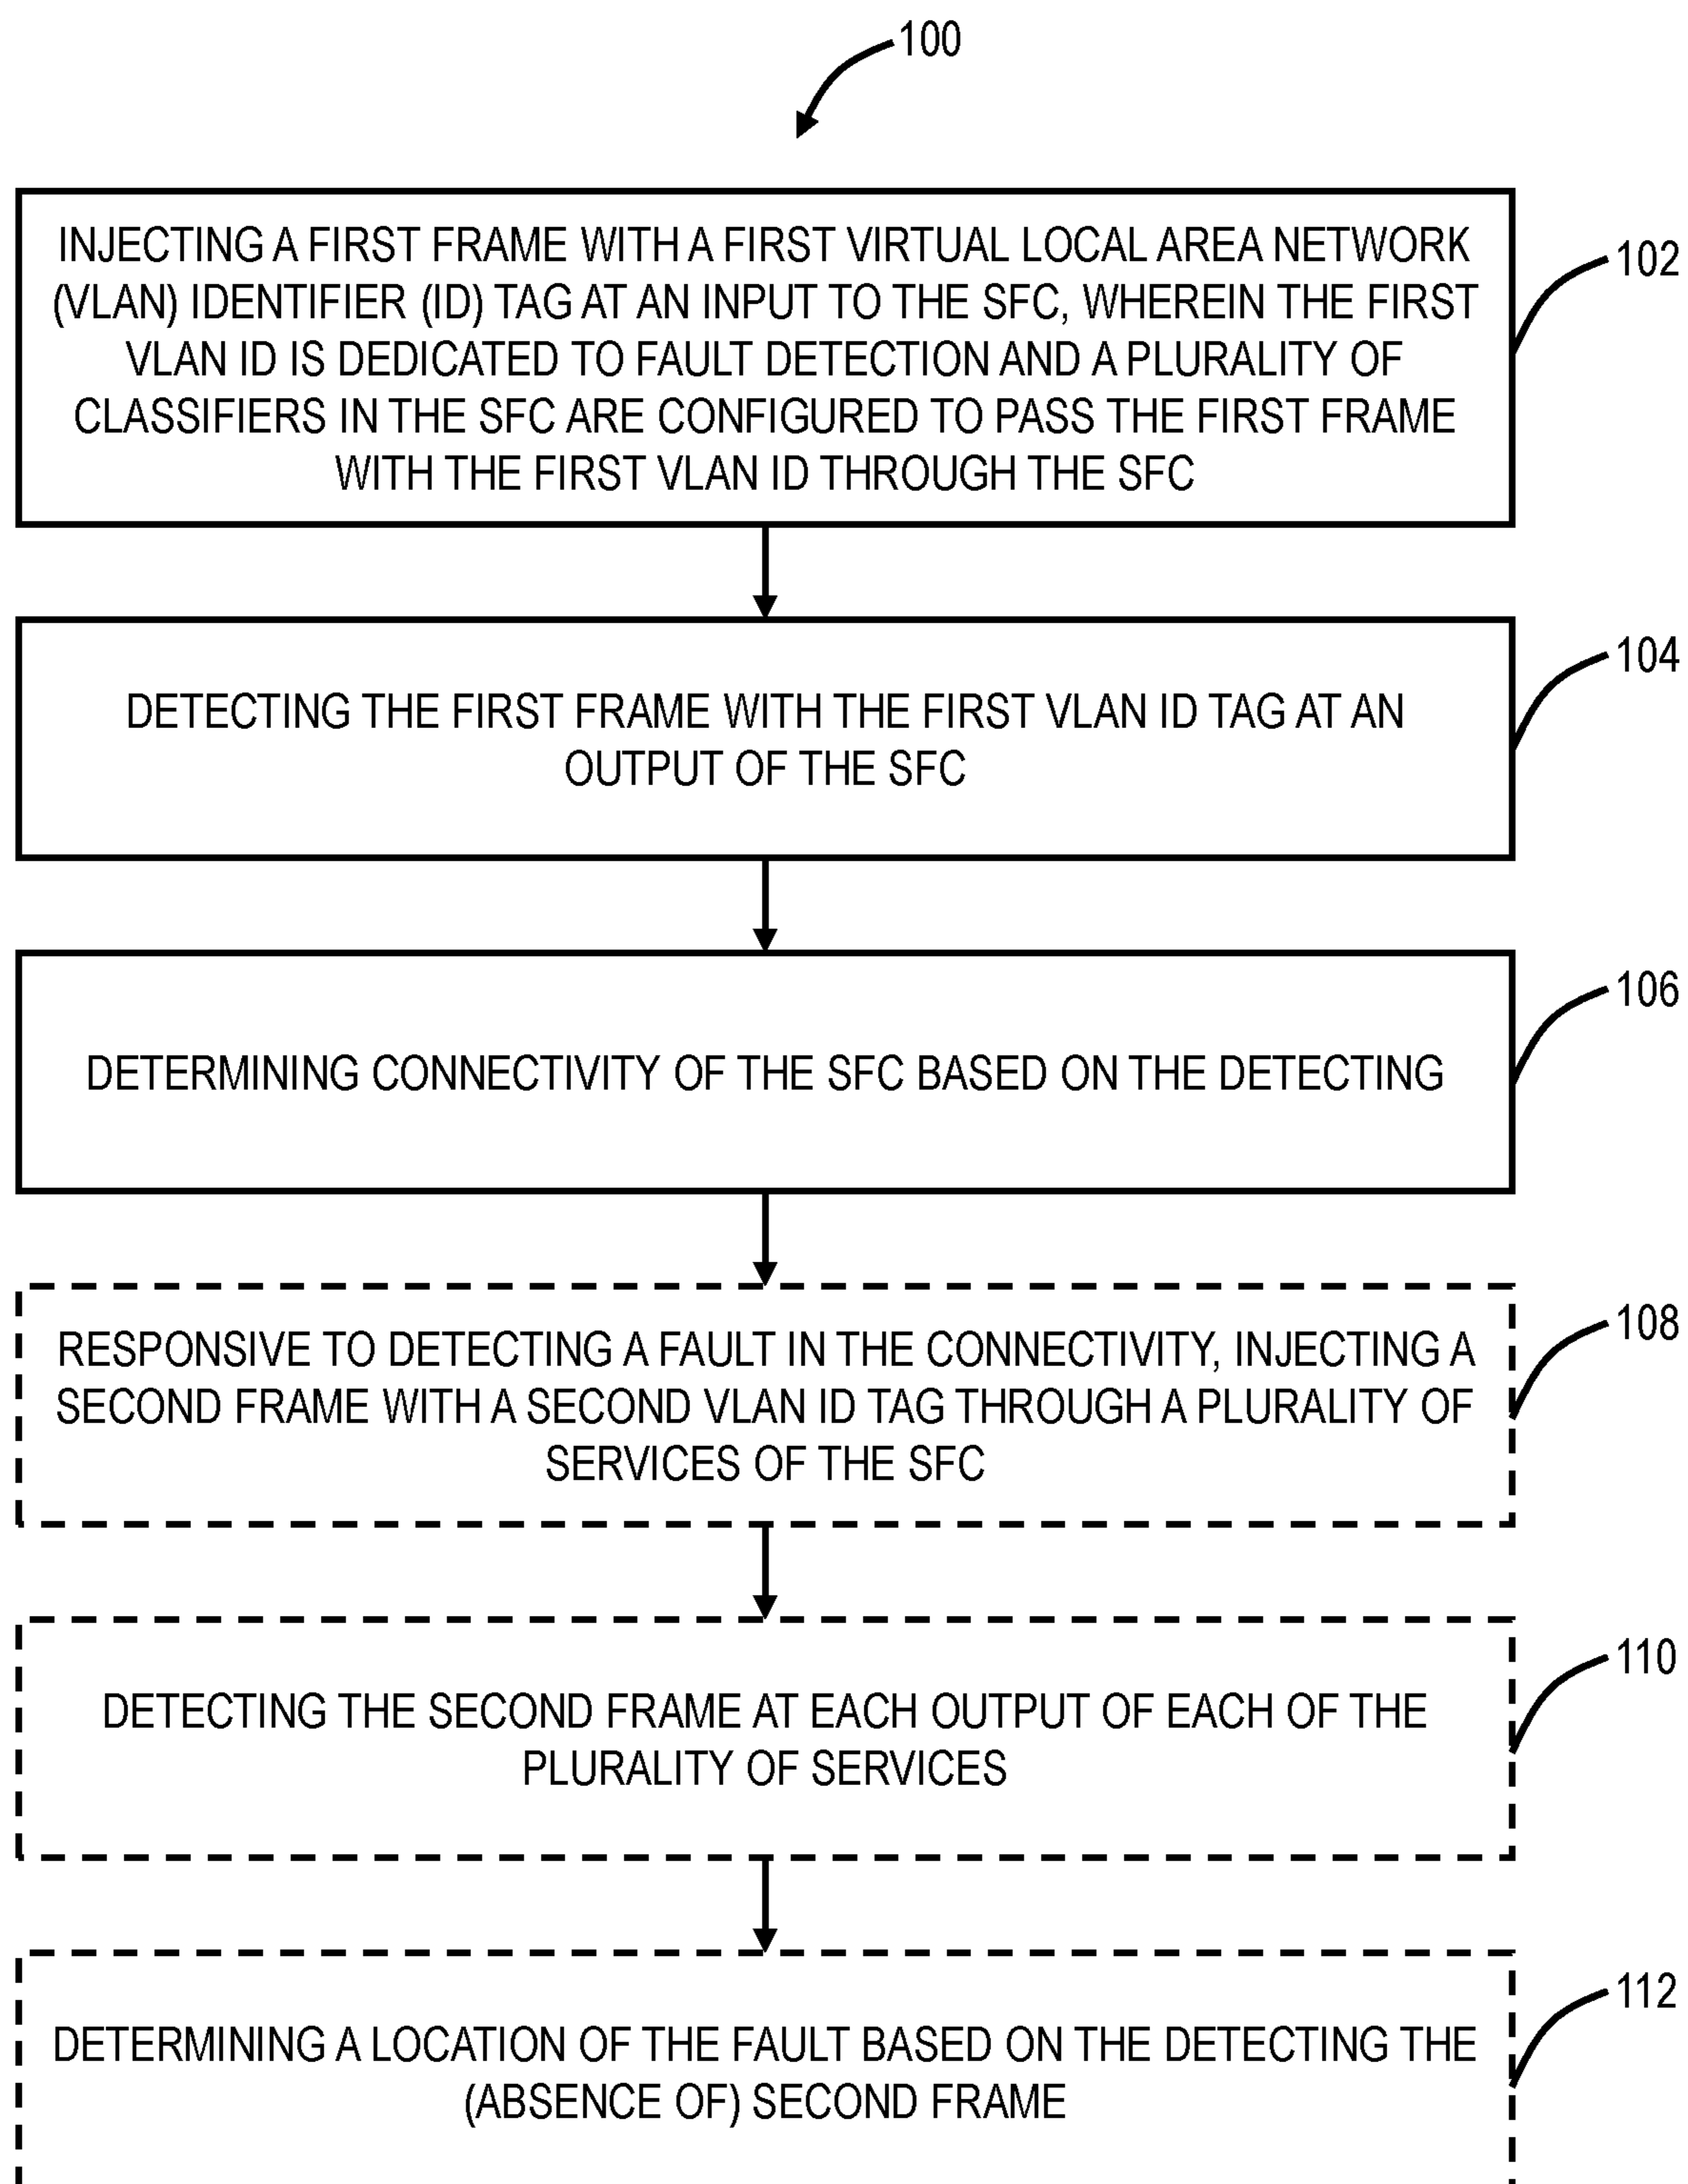 100
INJECTING A FIRST FRAME WITH A FIRST VIRTUAL LOCAL AREA NETWORK
(VLAN) IDENTIFIER (ID) TAG AT AN INPUT TO THE SFC, WHEREIN THE FIRST
VLAN ID IS DEDICATED TO FAULT DETECTION AND A PLURALITY OF
CLASSIFIERS IN THE SFC ARE CONFIGURED TO PASS THE FIRST FRAME
WITH THE FIRST VLAN ID THROUGH THE SFC
102
DETECTING THE FIRST FRAME WITH THE FIRST VLAN ID TAG AT AN
OUTPUT OF THE SFC
104
DETERMINING CONNECTIVITY OF THE SFC BASED ON THE DETECTING
106
RESPONSIVE TO DETECTING A FAULT IN THE CONNECTIVITY, INJECTING A
SECOND FRAME WITH A SECOND VLAN ID TAG THROUGH A PLURALITY OF
SERVICES OF THE SFC
108
DETECTING THE SECOND FRAME AT EACH OUTPUT OF EACH OF THE
PLURALITY OF SERVICES
110
DETERMINING A LOCATION OF THE FAULT BASED ON THE DETECTING THE
(ABSENCE OF) SECOND FRAME
112